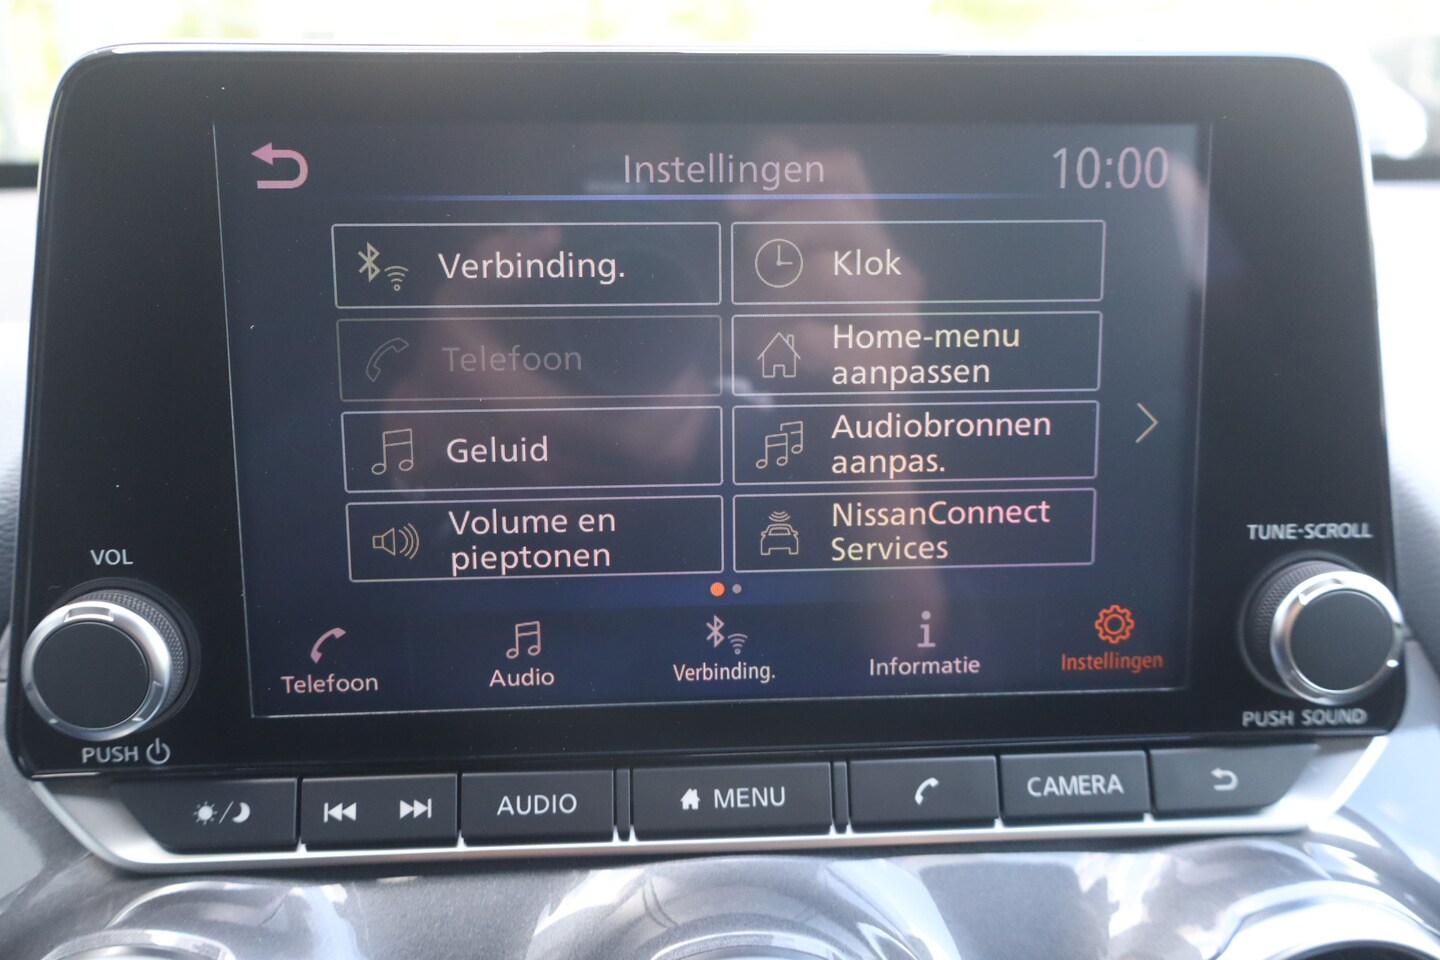 Instellingen
10:00
Verbinding.
Klok
Telefoon
Home-menu
aanpassen
Geluid
Audiobronnen
aanpas.
Volume en
pieptonen
NissanConnect
Services
Telefoon
Audio
Verbinding.
Informatie
Instellingen
VOL
PUSH
TUNE-SCROLL
PUSH SOUND
AUDIO
MENU
CAMERA